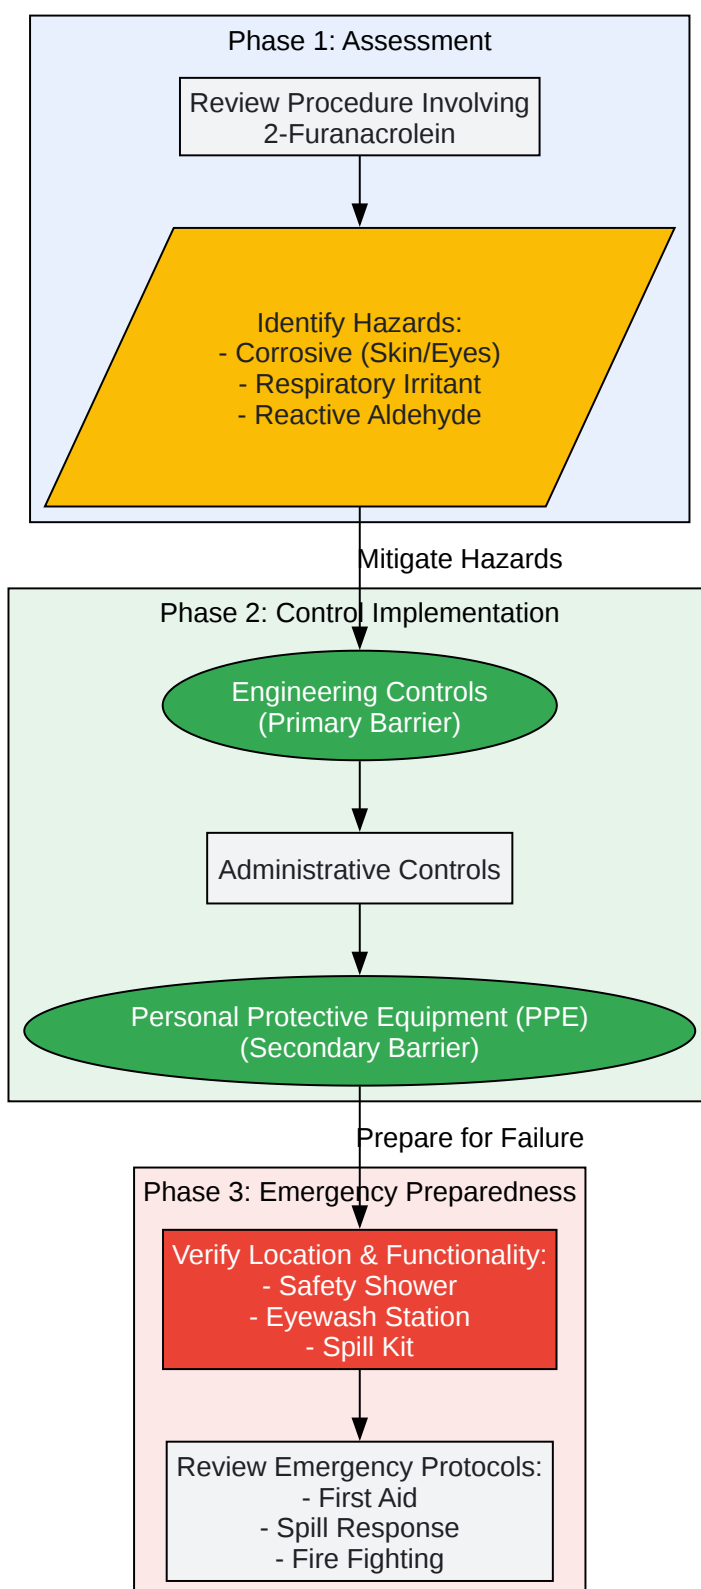 Phase 1: Assessment
Review Procedure Involving
2-Furanacrolein
Identify Hazards:
- Corrosive (Skin/Eyes)
- Respiratory Irritant
- Reactive Aldehyde
Mitigate Hazards
Phase 2: Control Implementation
Engineering Controls
(Primary Barrier)
Administrative Controls
Personal Protective Equipment (PPE)
(Secondary Barrier)
Prepare for Failure
Phase 3: Emergency Preparedness
Verify Location & Functionality:
- Safety Shower
- Eyewash Station
- Spill Kit
Review Emergency Protocols:
- First Aid
- Spill Response
- Fire Fighting